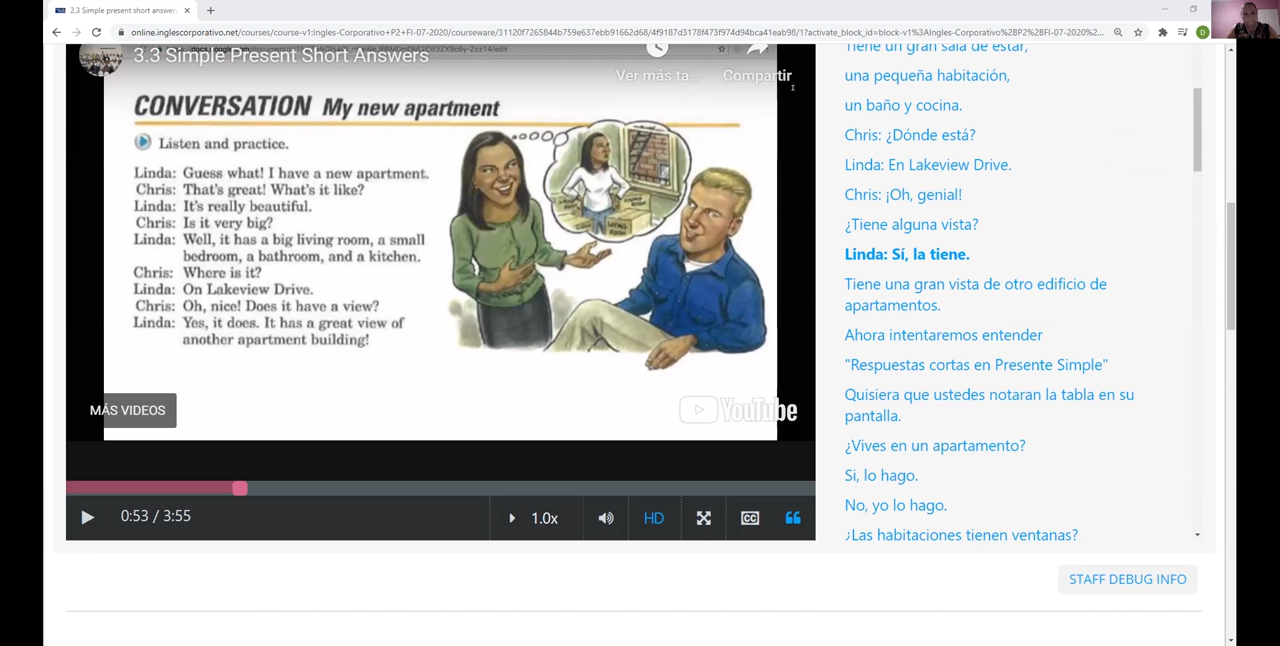 2.3 Simple present short answer
online.inglescorporativo.net/courses/course-v1:Ingles-Corporativo+P2+FI-07-2020/courseware/31120f7265844b759e637ebb91662d68/4f9187d3178f473f974d94bca41eab98/1?activate_block_id=block-v1%3AIngles-Corporativo%2BP2%2BFI-07-2020%2...
3.3 Simple Present Short Answers
Ver más ta...
Compartir
CONVERSATION My new apartment
Listen and practice.
Linda: Guess what! I have a new apartment.
Chris: That's great! What's it like?
Linda: It's really beautiful.
Chris: Is it very big?
Linda: Well, it has a big living room, a small
bedroom, a bathroom, and a kitchen.
Chris: Where is it?
Linda: On Lakeview Drive.
Chris: Oh, nice! Does it have a view?
Linda: Yes, it does. It has a great view of
another apartment building!
MÁS VIDEOS
YouTube
0:53 / 3:55
1.0x
HD
CC
Tiene un gran sala de estar,
una pequeña habitación,
un baño y cocina.
Chris: ¿Dónde está?
Linda: En Lakeview Drive.
Chris: ¡Oh, genial!
¿Tiene alguna vista?
Linda: Sí, la tiene.
Tiene una gran vista de otro edificio de
apartamentos.
Ahora intentaremos entender
"Respuestas cortas en Presente Simple"
Quisiera que ustedes notaran la tabla en su
pantalla.
¿Vives en un apartamento?
Si, lo hago.
No, yo lo hago.
¿Las habitaciones tienen ventanas?
STAFF DEBUG INFO